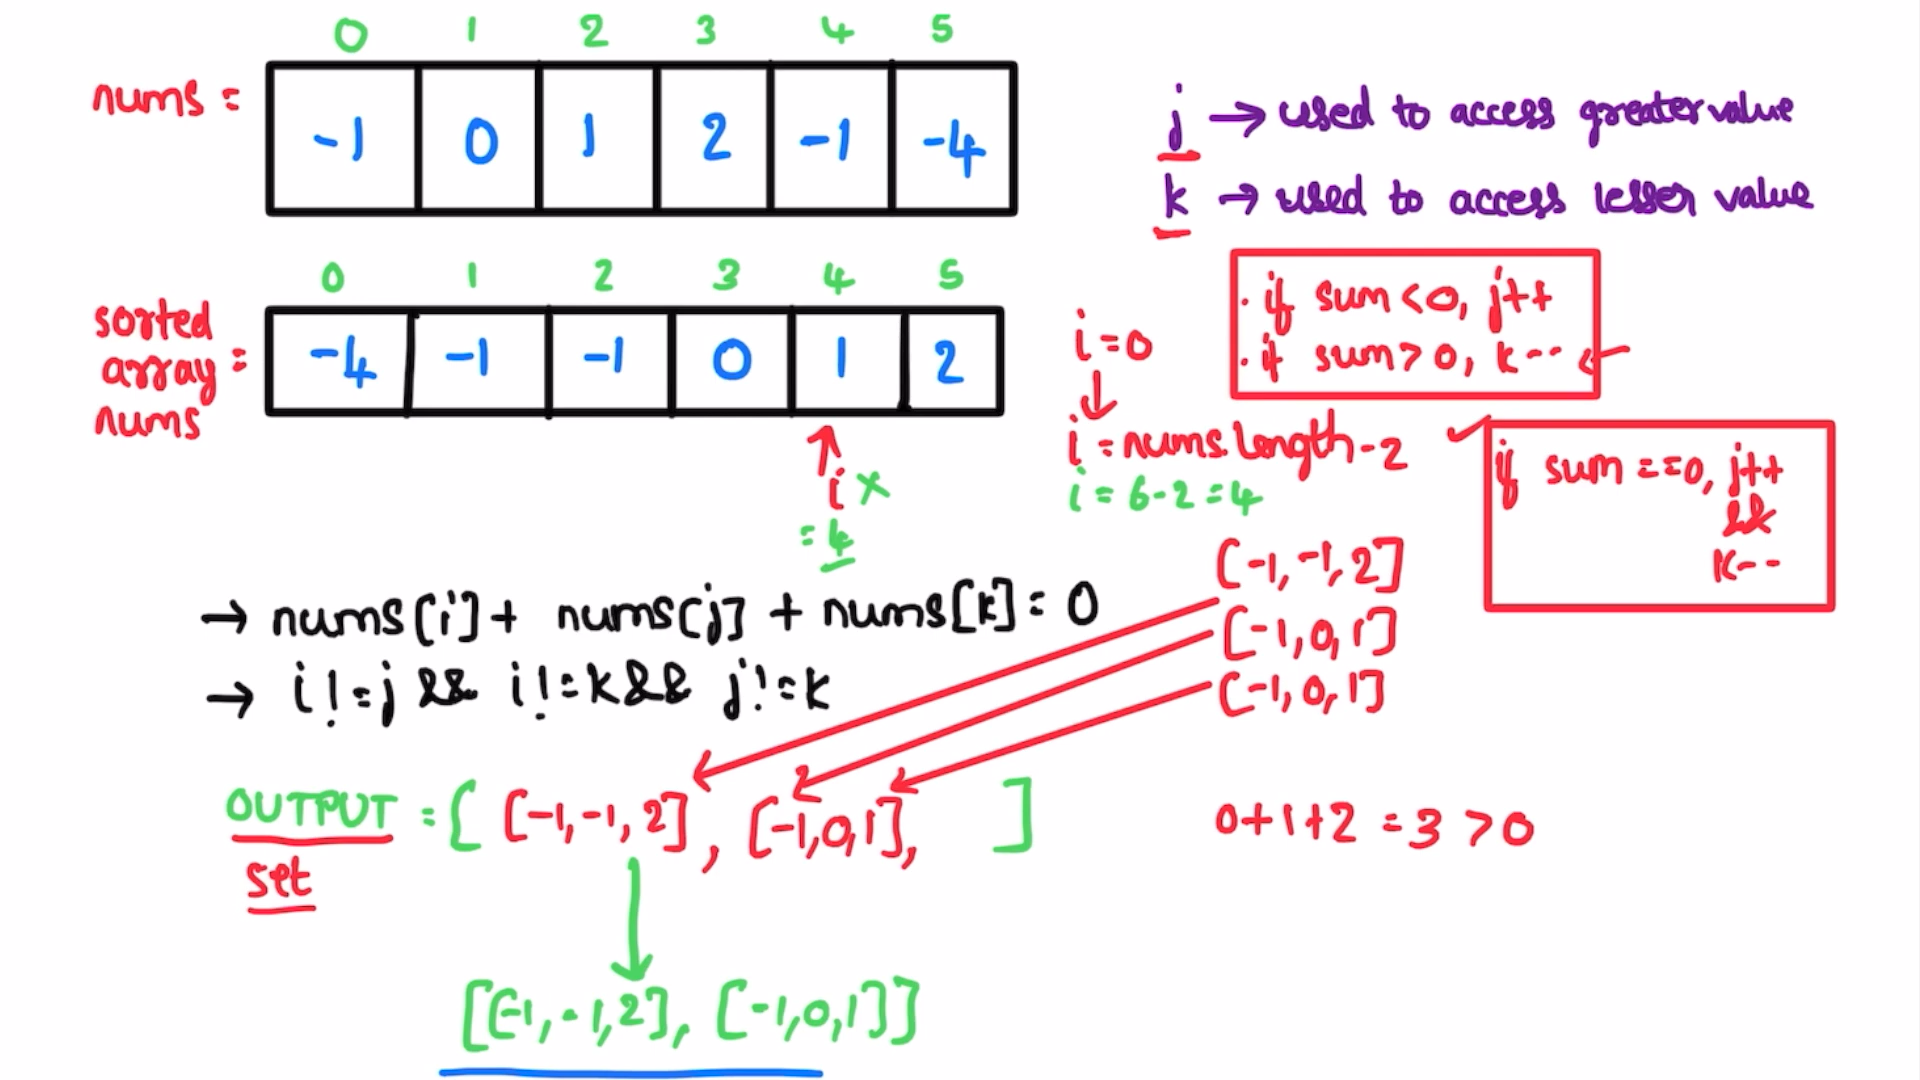 0 1 2 3 4 5
nums =
-1 0 1 2 -1 -4
j → used to access greater value
k → used to access lesser value
0 1 2 3 4 5
sorted array nums =
-4 -1 -1 0 1 2
i
= 4
i = 0
i = nums.length - 2
i = 6 - 2 = 4
. if sum < 0, j++
. if sum > 0, k--
if sum == 0, j++
&&
k--
→ nums[i] + nums[j] + nums[k] = 0
→ i != j && i != k && j != k
[-1, -1, 2]
[-1, 0, 1]
[-1, 0, 1]
OUTPUT = [ [-1, -1, 2] , [-1, 0, 1], ]
set
0+1+2 = 3 > 0
[[-1, -1, 2], [-1, 0, 1]]